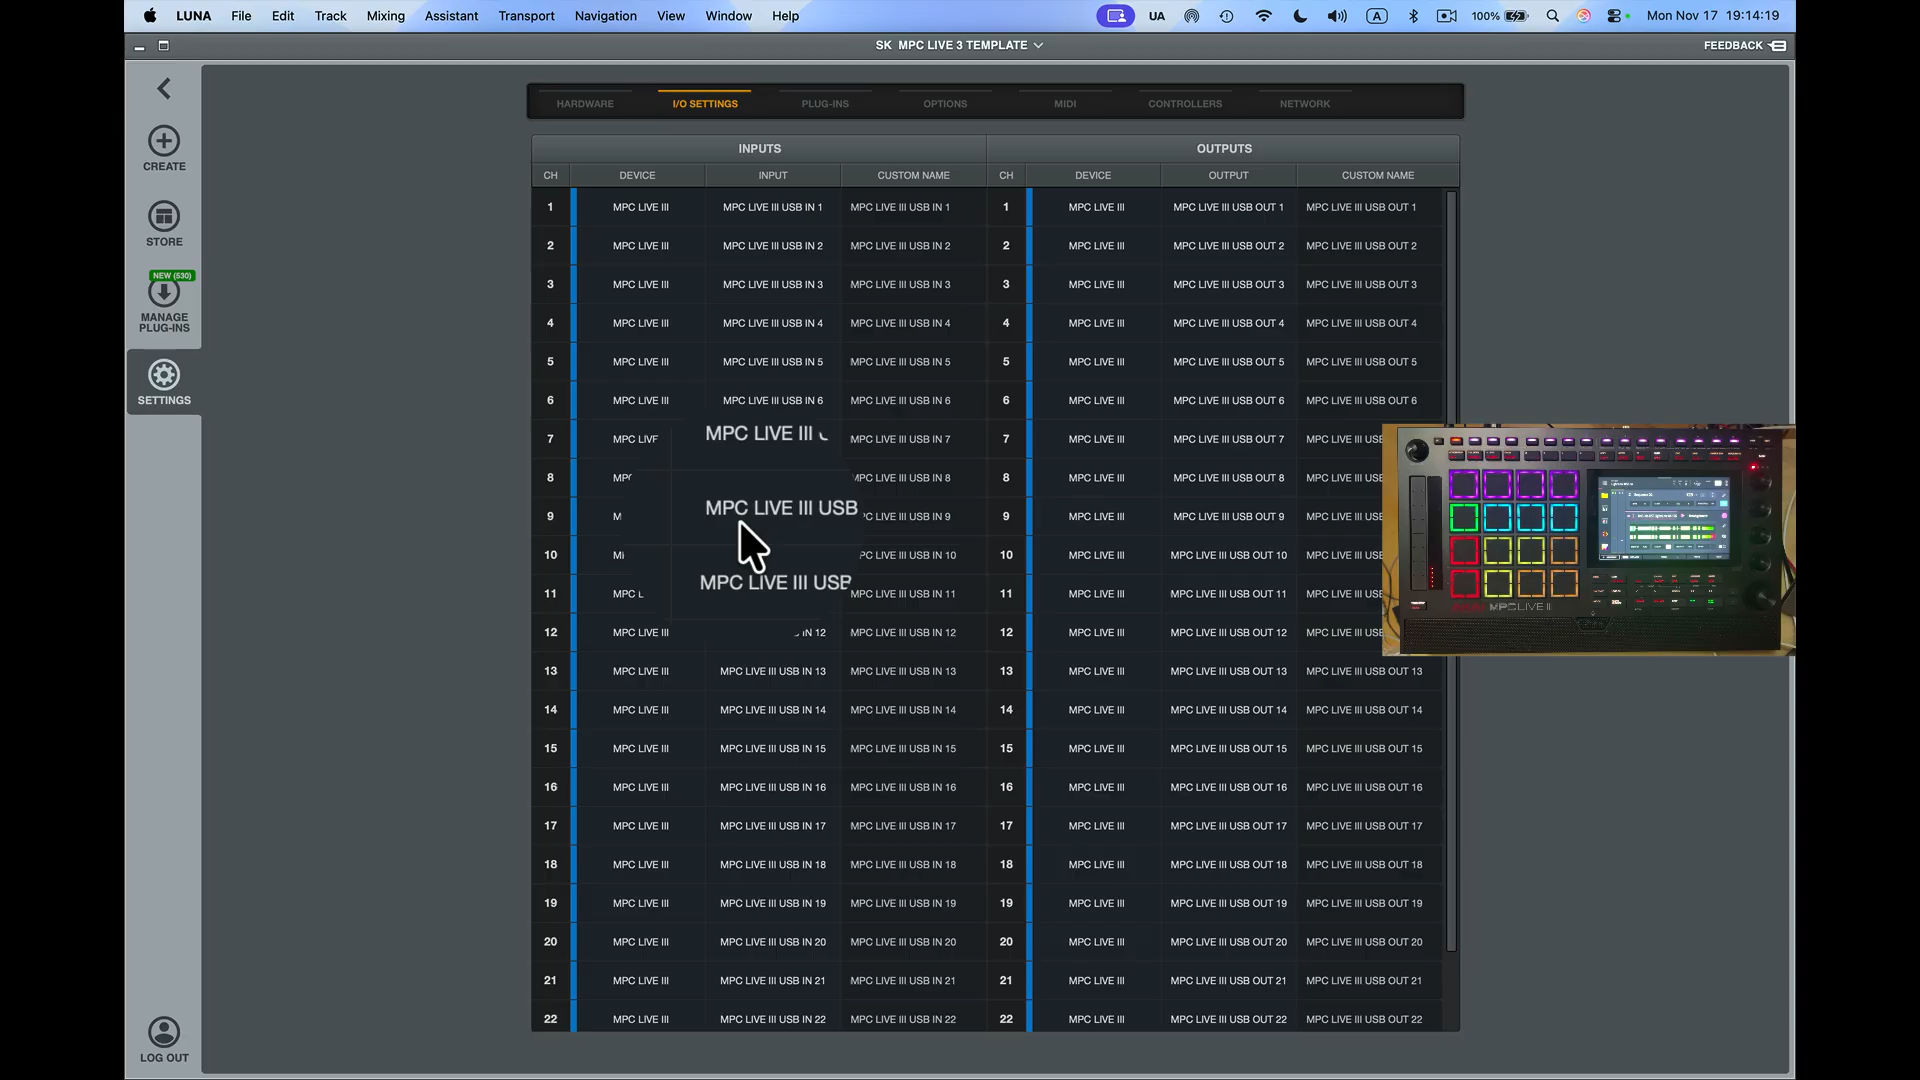 LUNA File Edit Track Mixing Assistant Transport Navigation View Window Help UA A 100% Mon Nov 17 19:14:19
SK MPC LIVE 3 TEMPLATE FEEDBACK
HARDWARE I/O SETTINGS PLUG-INS OPTIONS MIDI CONTROLLERS NETWORK
CREATE
STORE
NEW (530)
MANAGE
PLUG-INS
SETTINGS
LOG OUT
INPUTS OUTPUTS
CH DEVICE INPUT CUSTOM NAME CH DEVICE OUTPUT CUSTOM NAME
1 MPC LIVE III MPC LIVE III USB IN 1 MPC LIVE III USB IN 1 1 MPC LIVE III MPC LIVE III USB OUT 1 MPC LIVE III USB OUT 1
2 MPC LIVE III MPC LIVE III USB IN 2 MPC LIVE III USB IN 2 2 MPC LIVE III MPC LIVE III USB OUT 2 MPC LIVE III USB OUT 2
3 MPC LIVE III MPC LIVE III USB IN 3 MPC LIVE III USB IN 3 3 MPC LIVE III MPC LIVE III USB OUT 3 MPC LIVE III USB OUT 3
4 MPC LIVE III MPC LIVE III USB IN 4 MPC LIVE III USB IN 4 4 MPC LIVE III MPC LIVE III USB OUT 4 MPC LIVE III USB OUT 4
5 MPC LIVE III MPC LIVE III USB IN 5 MPC LIVE III USB IN 5 5 MPC LIVE III MPC LIVE III USB OUT 5 MPC LIVE III USB OUT 5
6 MPC LIVE III MPC LIVE III USB IN 6 MPC LIVE III USB IN 6 6 MPC LIVE III MPC LIVE III USB OUT 6 MPC LIVE III USB OUT 6
7 MPC MPC LIVE III MPC LIVE III USB IN 7 7 MPC LIVE III MPC LIVE III USB OUT 7 MPC LIVE III
8 MPC LIVE III USB IN 8 8 MPC LIVE III MPC LIVE III USB OUT 8 MPC LIVE III
9 MPC LIVE III USB LIVE III USB IN 9 9 MPC LIVE III MPC LIVE III USB OUT 9 MPC LIVE III
10 LIVE III USB IN 10 10 MPC LIVE III MPC LIVE III USB OUT 10 MPC LIVE III
11 MPC MPC LIVE III USB MPC LIVE III USB IN 11 11 MPC LIVE III MPC LIVE III USB OUT 11 MPC LIVE III
12 MPC LIVE III IN 12 MPC LIVE III USB IN 12 12 MPC LIVE III MPC LIVE III USB OUT 12 MPC LIVE III
13 MPC LIVE III MPC LIVE III USB IN 13 MPC LIVE III USB IN 13 13 MPC LIVE III MPC LIVE III USB OUT 13 MPC LIVE III USB OUT 13
14 MPC LIVE III MPC LIVE III USB IN 14 MPC LIVE III USB IN 14 14 MPC LIVE III MPC LIVE III USB OUT 14 MPC LIVE III USB OUT 14
15 MPC LIVE III MPC LIVE III USB IN 15 MPC LIVE III USB IN 15 15 MPC LIVE III MPC LIVE III USB OUT 15 MPC LIVE III USB OUT 15
16 MPC LIVE III MPC LIVE III USB IN 16 MPC LIVE III USB IN 16 16 MPC LIVE III MPC LIVE III USB OUT 16 MPC LIVE III USB OUT 16
17 MPC LIVE III MPC LIVE III USB IN 17 MPC LIVE III USB IN 17 17 MPC LIVE III MPC LIVE III USB OUT 17 MPC LIVE III USB OUT 17
18 MPC LIVE III MPC LIVE III USB IN 18 MPC LIVE III USB IN 18 18 MPC LIVE III MPC LIVE III USB OUT 18 MPC LIVE III USB OUT 18
19 MPC LIVE III MPC LIVE III USB IN 19 MPC LIVE III USB IN 19 19 MPC LIVE III MPC LIVE III USB OUT 19 MPC LIVE III USB OUT 19
20 MPC LIVE III MPC LIVE III USB IN 20 MPC LIVE III USB IN 20 20 MPC LIVE III MPC LIVE III USB OUT 20 MPC LIVE III USB OUT 20
21 MPC LIVE III MPC LIVE III USB IN 21 MPC LIVE III USB IN 21 21 MPC LIVE III MPC LIVE III USB OUT 21 MPC LIVE III USB OUT 21
22 MPC LIVE III MPC LIVE III USB IN 22 MPC LIVE III USB IN 22 22 MPC LIVE III MPC LIVE III USB OUT 22 MPC LIVE III USB OUT 22